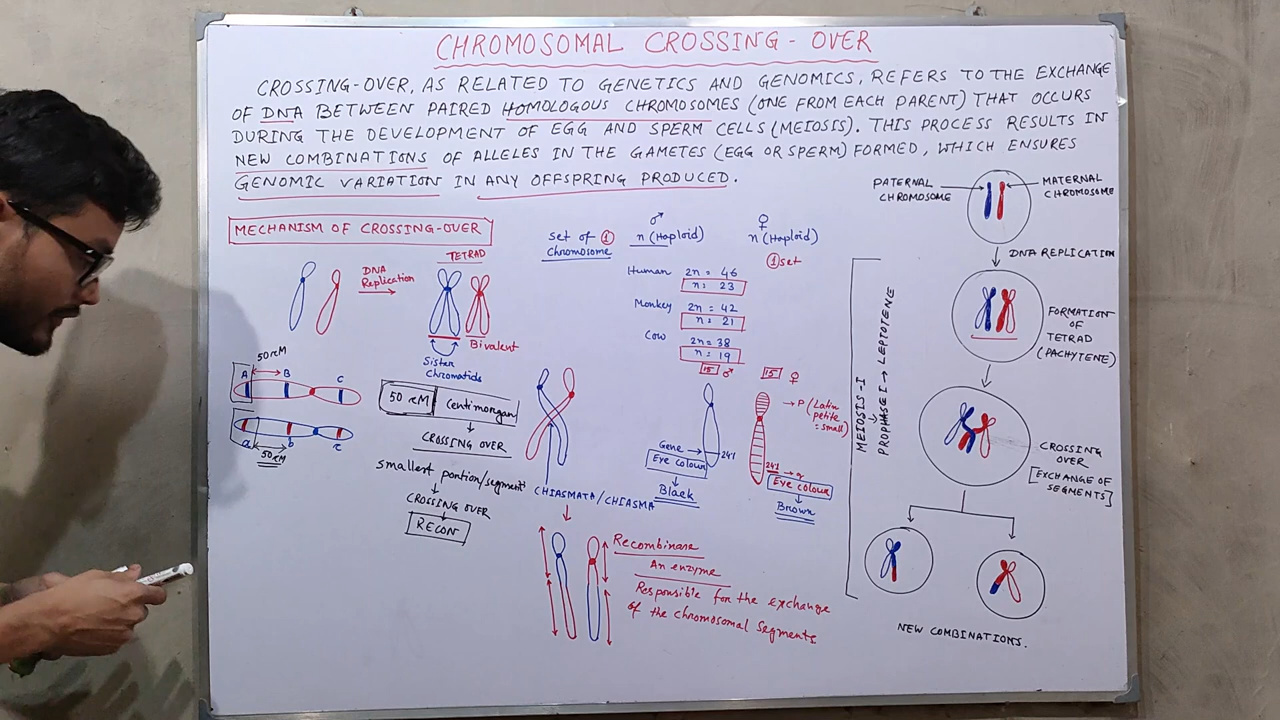 CHROMOSOMAL CROSSING-OVER
CROSSING-OVER, AS RELATED TO GENETICS AND GENOMICS, REFERS TO THE EXCHANGE
OF DNA BETWEEN PAIRED HOMOLOGOUS CHROMOSOMES (ONE FROM EACH PARENT) THAT OCCURS
DURING THE DEVELOPMENT OF EGG AND SPERM CELLS (MEIOSIS). THIS PROCESS RESULTS IN
NEW COMBINATIONS OF ALLELES IN THE GAMETES (EGG OR SPERM) FORMED, WHICH ENSURES
GENOMIC VARIATION IN ANY OFFSPRING PRODUCED.
MECHANISM OF CROSSING-OVER
DNA
Replication
TETRAD
Bivalent
Sister
Chromatids
50 rM
A B C
a b c
50 rM
50 rM centimorgan
CROSSING OVER
smallest portion/segment
CROSSING OVER
RECON
set of 1
Chromosome
♂
n (Haploid)
♀
n (Haploid)
1 set
Human 2n = 46
n: 23
Monkey 2n = 42
n: 21
Cow 2n = 38
n = 19
15 ♂
15 ♀
→ P (Latin
petite
= small)
Gene →
Eye colour
241
Black
241 → q
Eye colour
Brown
CHIASMATA/CHIASMA
Recombinase
An enzyme
Responsible for the exchange
of the chromosomal segments
MEIOSIS-I
PROPHASE I → LEPTOTENE
PATERNAL
CHROMOSOME
MATERNAL
CHROMOSOME
DNA REPLICATION
FORMATION
OF
TETRAD
(PACHYTENE)
CROSSING
OVER
[EXCHANGE OF
SEGMENTS]
NEW COMBINATIONS.